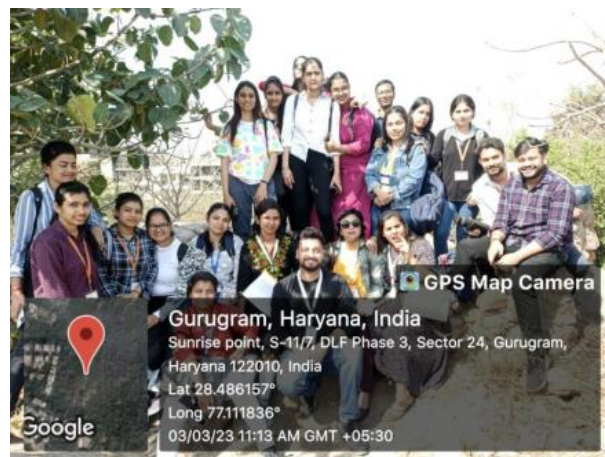 GPS Map Camera
Gurugram, Haryana, India
Sunrise point, S-11/7, DLF Phase 3, Sector 24, Gurugram,
Haryana 122010, India
Lat 28.486157°
Long 77.111836°
03/03/23 11:13 AM GMT +05:30
Google